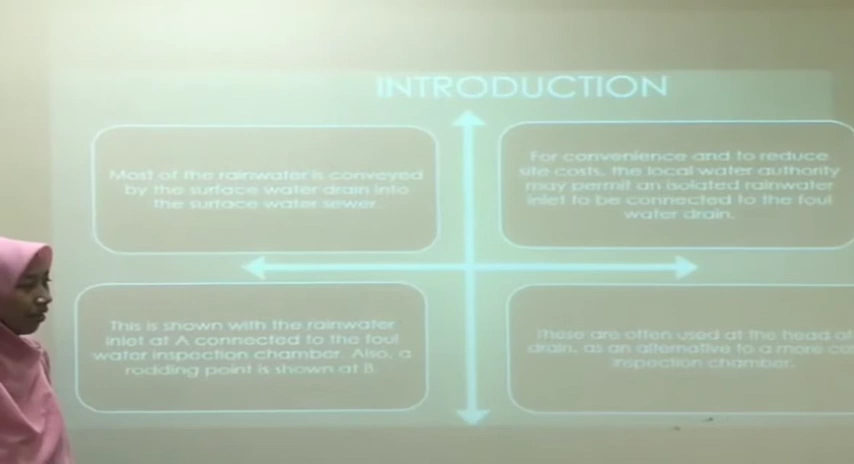 INTRODUCTION
Most of the rainwater is conveyed
by the surface water drain into
the surface water sewer.
For convenience and to reduce
site costs, the local water authority
may permit an isolated rainwater
inlet to be connected to the foul
water drain.
This is shown with the rainwater
inlet at A connected to the foul
water inspection chamber. Also, a
rodding point is shown at B.
These are often used at the head of
drain, as an alternative to a more
inspection chamber.